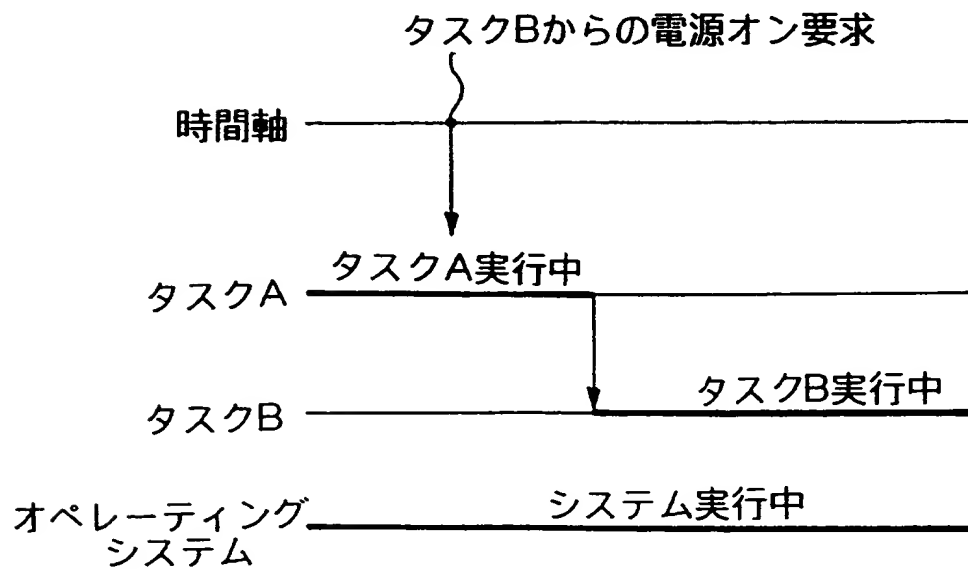 タスクBからの電源オン要求
時間軸
タスクA実行中
タスクA
タスクB実行中
タスクB
システム実行中
オペレーティング
システム